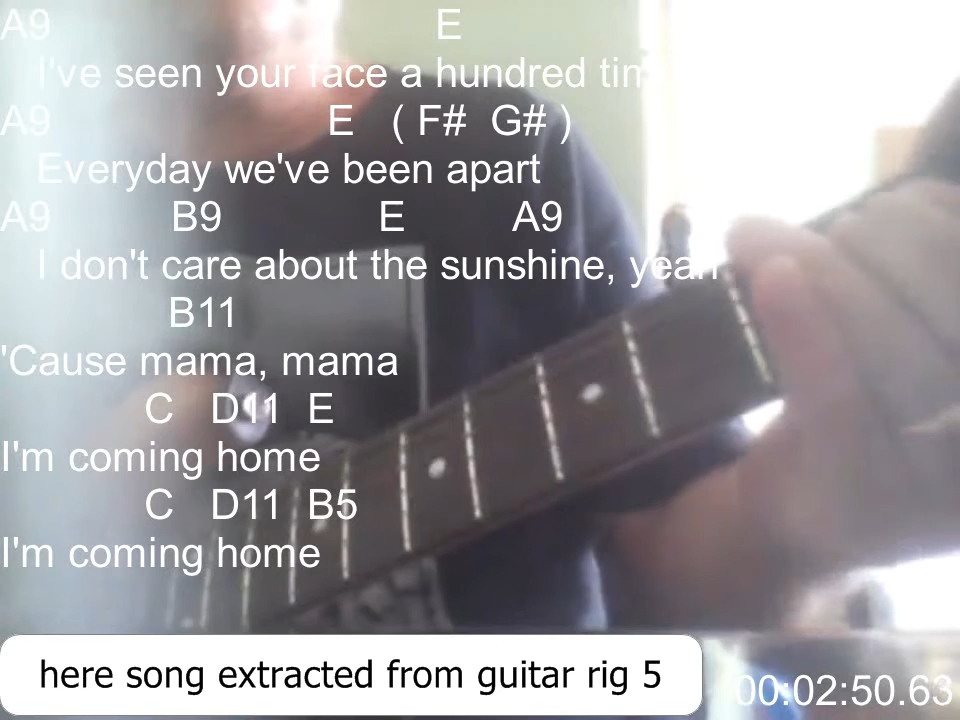 A9 E
I've seen your face a hundred tim
A9 E ( F# G# )
Everyday we've been apart
A9 B9 E A9
I don't care about the sunshine, yeah
B11
'Cause mama, mama
C D11 E
I'm coming home
C D11 B5
I'm coming home
here song extracted from guitar rig 5
00:02:50.63